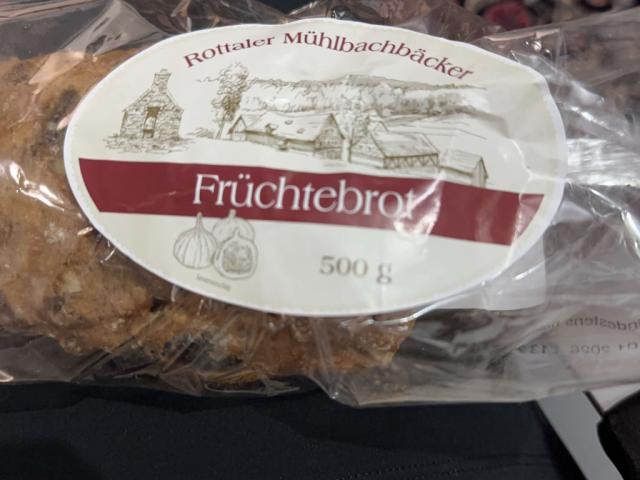 Rottaler Mühlbachbäcker
Früchtebrot
500 g